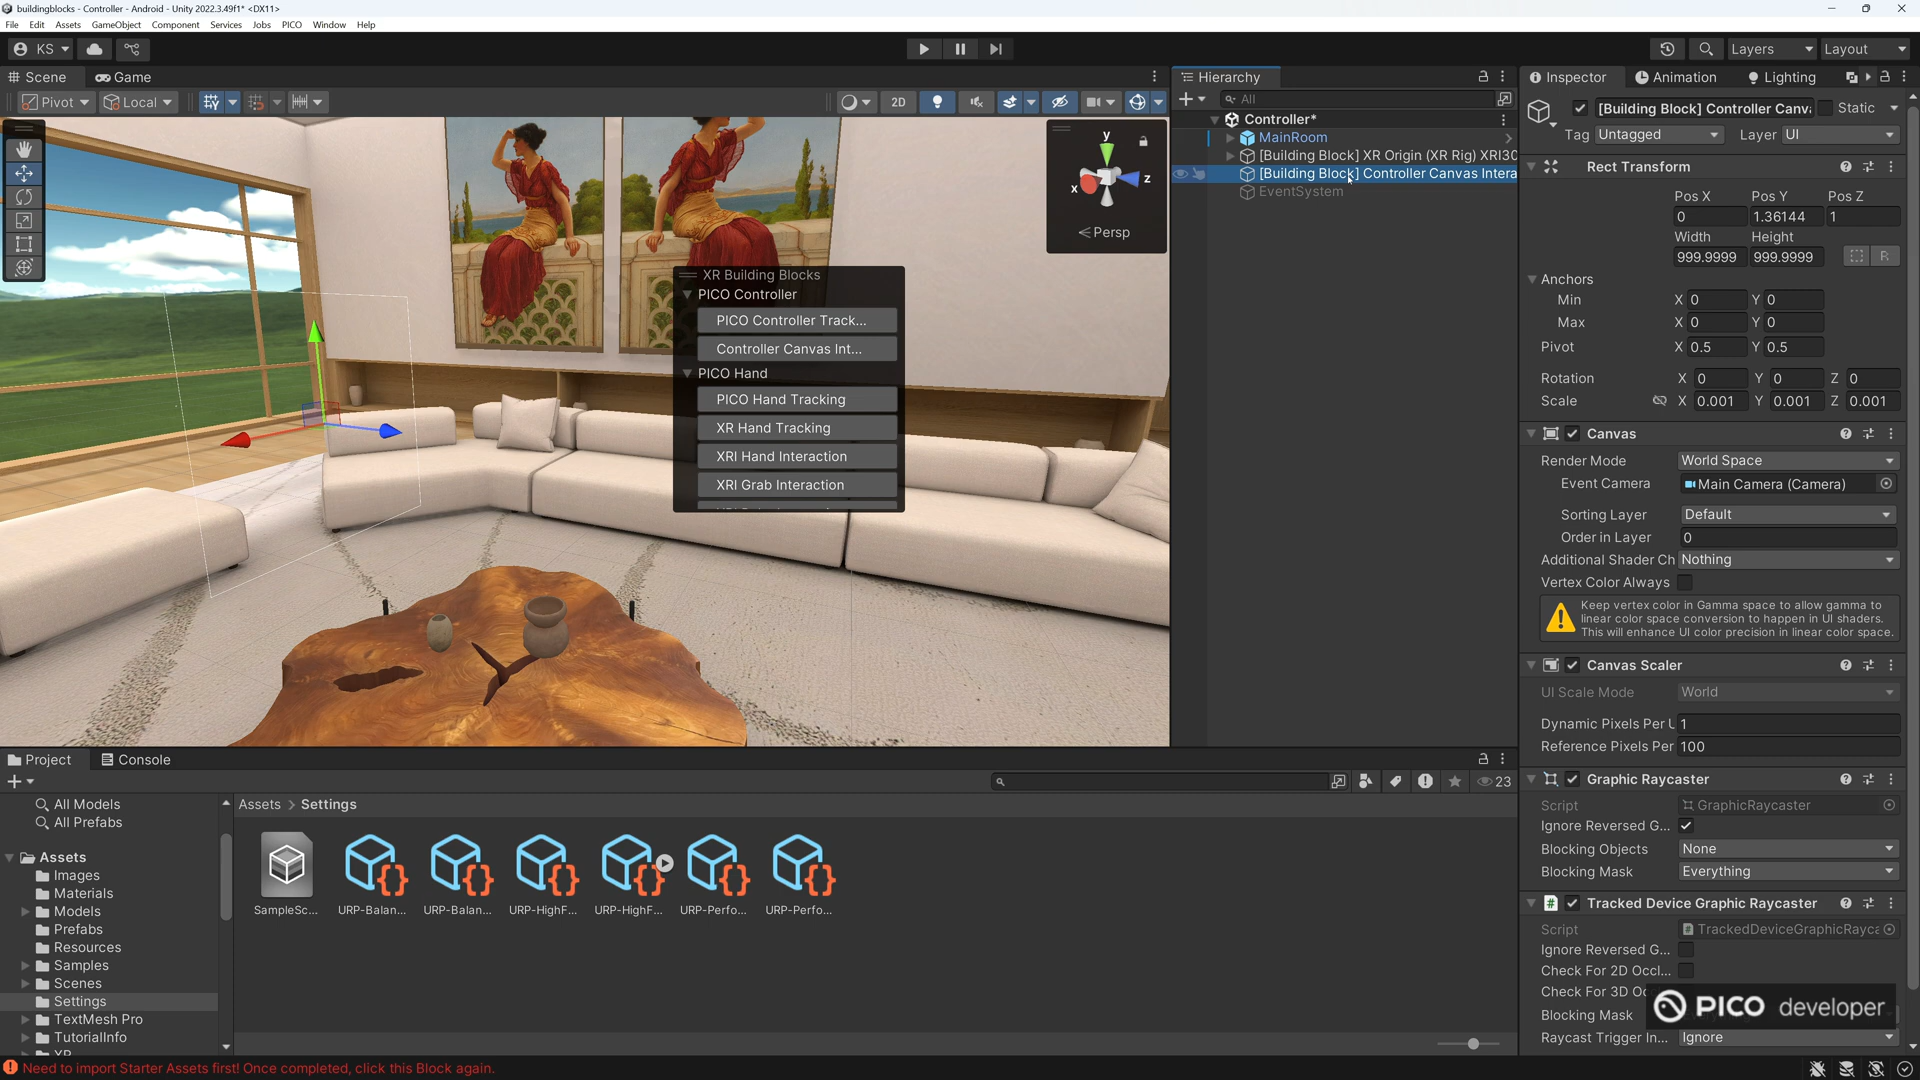 buildingblocks - Controller - Android - Unity 2022.3.49f1* <DX11>
File Edit Assets GameObject Component Services Jobs PICO Window Help
KS Layers Layout
Scene Game
Pivot Local 2D
y
x z
Persp
XR Building Blocks
PICO Controller
PICO Controller Track...
Controller Canvas Int...
PICO Hand
PICO Hand Tracking
XR Hand Tracking
XRI Hand Interaction
XRI Grab Interaction
Hierarchy
All
Controller*
MainRoom
[Building Block] XR Origin (XR Rig) XRI30
[Building Block] Controller Canvas Intera
EventSystem
Inspector Animation Lighting
[Building Block] Controller Canva Static
Tag Untagged Layer UI
Rect Transform
Pos X Pos Y Pos Z
0 1.36144 1
Width Height
999.9999 999.9999 R
Anchors
Min X 0 Y 0
Max X 0 Y 0
Pivot X 0.5 Y 0.5
Rotation X 0 Y 0 Z 0
Scale X 0.001 Y 0.001 Z 0.001
Canvas
Render Mode World Space
Event Camera Main Camera (Camera)
Sorting Layer Default
Order in Layer 0
Additional Shader Ch Nothing
Vertex Color Always
Keep vertex color in Gamma space to allow gamma to
linear color space conversion to happen in UI shaders.
This will enhance UI color precision in linear color space.
Canvas Scaler
UI Scale Mode World
Dynamic Pixels Per U 1
Reference Pixels Per 100
Graphic Raycaster
Script GraphicRaycaster
Ignore Reversed G...
Blocking Objects None
Blocking Mask Everything
Tracked Device Graphic Raycaster
Script TrackedDeviceGraphicRayca
Ignore Reversed G...
Check For 2D Occl...
Check For 3D Oc
Blocking Mask
Raycast Trigger In... Ignore
PICO developer
Project Console
23
All Models
All Prefabs
Assets
Images
Materials
Models
Prefabs
Resources
Samples
Scenes
Settings
TextMesh Pro
TutorialInfo
XR
Assets > Settings
SampleSc... URP-Balan... URP-Balan... URP-HighF... URP-HighF... URP-Perfo... URP-Perfo...
Need to import Starter Assets first! Once completed, click this Block again.